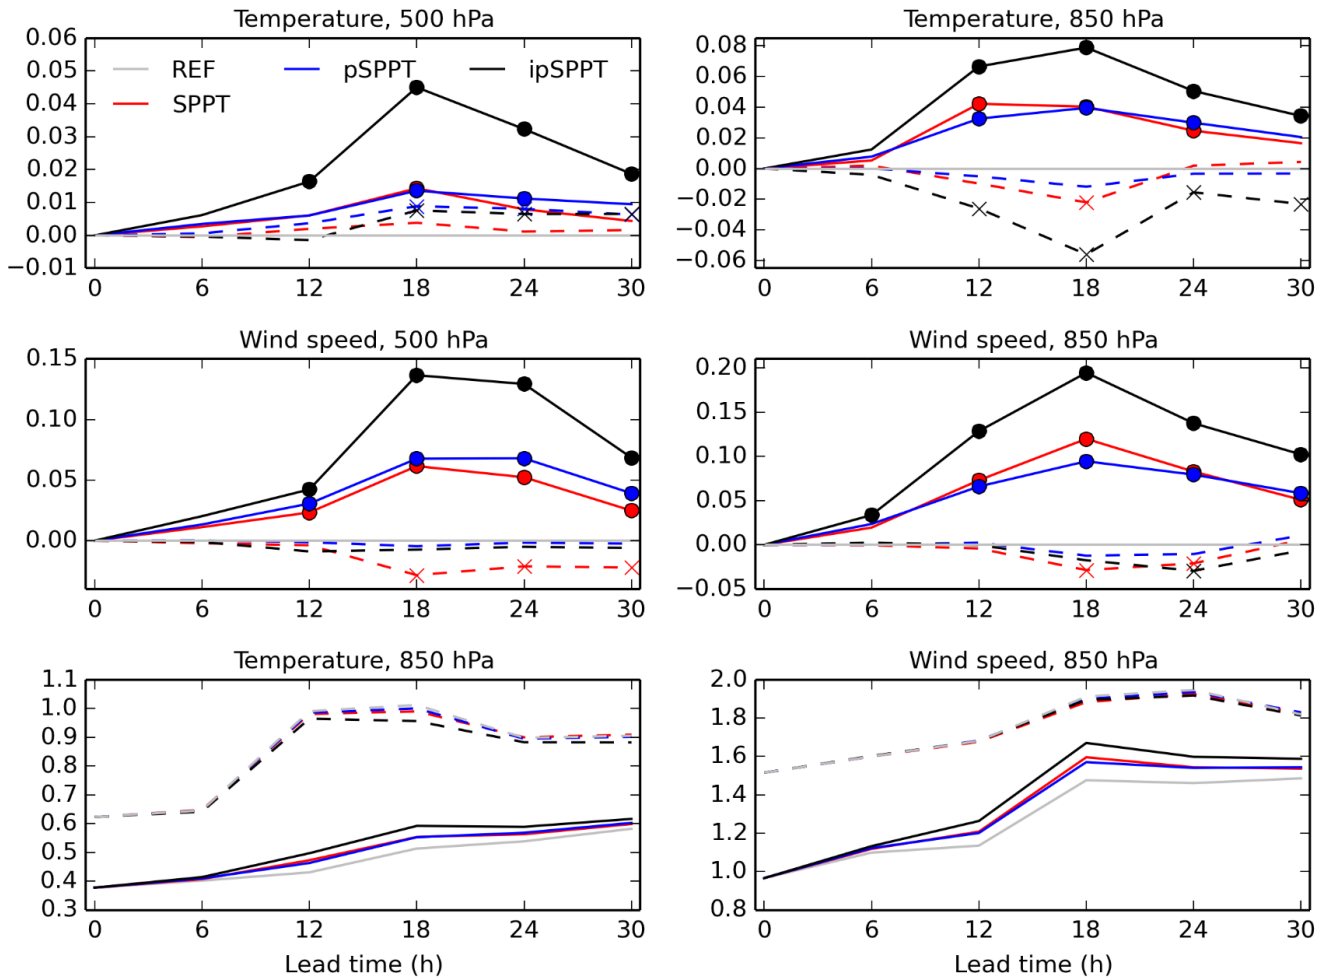 Temperature, 500 hPa
0.06
0.05
0.04
0.03
0.02
0.01
0.00
−0.01
REF
pSPPT
ipSPPT
SPPT
0 6 12 18 24 30
Temperature, 850 hPa
0.08
0.06
0.04
0.02
0.00
−0.02
−0.04
−0.06
0 6 12 18 24 30
Wind speed, 500 hPa
0.15
0.10
0.05
0.00
0 6 12 18 24 30
Wind speed, 850 hPa
0.20
0.15
0.10
0.05
0.00
−0.05
0 6 12 18 24 30
Temperature, 850 hPa
1.1
1.0
0.9
0.8
0.7
0.6
0.5
0.4
0.3
0 6 12 18 24 30
Lead time (h)
Wind speed, 850 hPa
2.0
1.8
1.6
1.4
1.2
1.0
0.8
0 6 12 18 24 30
Lead time (h)